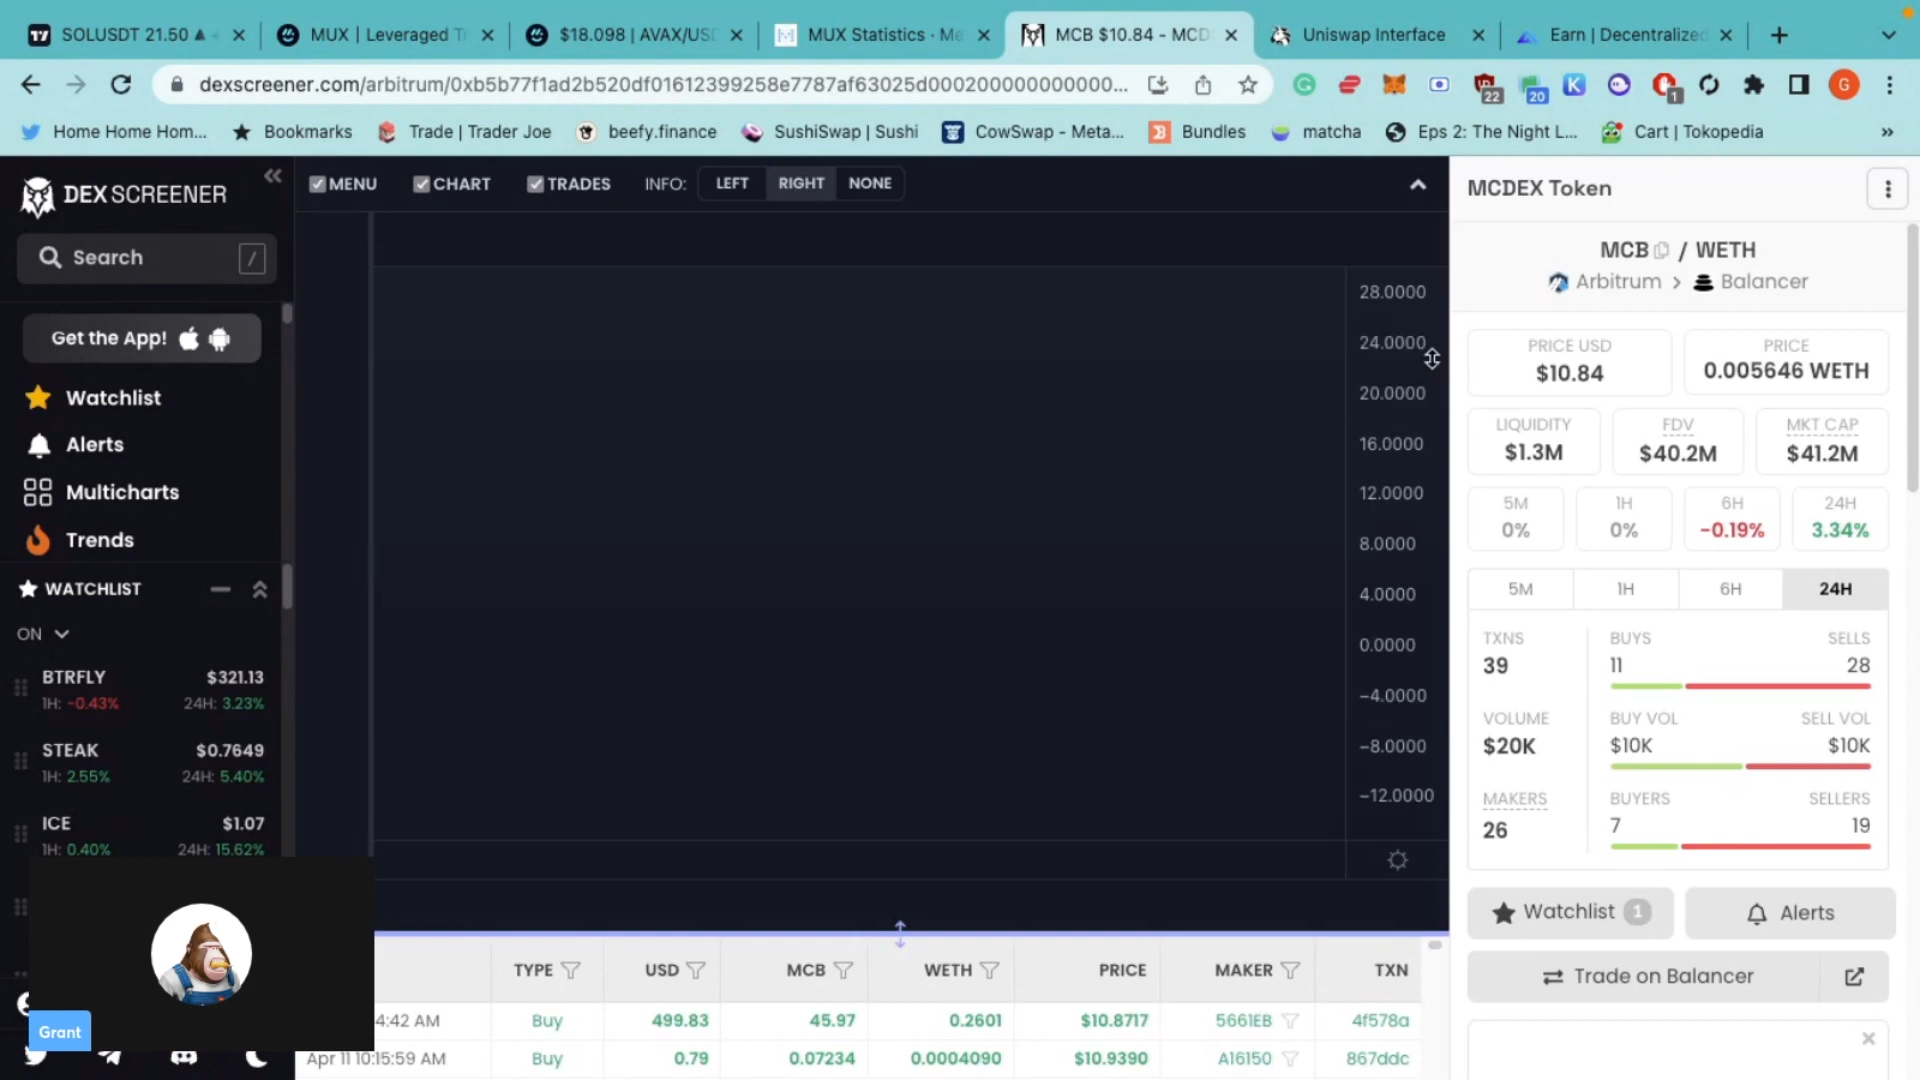 SOLUSDT 21.50
MUX | Leveraged Tr
$18.098 | AVAX/USD
MUX Statistics · Me
MCB $10.84 - MCD
Uniswap Interface
Earn | Decentralized
dexscreener.com/arbitrum/0xb5b77f1ad2b520df01612399258e7787af63025d000200000000000...
22
20
1
G
Home Home Hom...
Bookmarks
Trade | Trader Joe
beefy.finance
SushiSwap | Sushi
CowSwap - Meta...
Bundles
matcha
Eps 2: The Night L...
Cart | Tokopedia
»
DEX SCREENER
Search
/
Get the App!
Watchlist
Alerts
Multicharts
Trends
WATCHLIST
ON
BTRFLY $321.13
1H: -0.43% 24H: 3.23%
STEAK $0.7649
1H: 2.55% 24H: 5.40%
ICE $1.07
1H: 0.40% 24H: 15.62%
Grant
MENU CHART TRADES INFO: LEFT RIGHT NONE
28.0000
24.0000
20.0000
16.0000
12.0000
8.0000
4.0000
0.0000
−4.0000
−8.0000
−12.0000
TYPE USD MCB WETH PRICE MAKER TXN
4:42 AM Buy 499.83 45.97 0.2601 $10.8717 5661EB 4f578a
Apr 11 10:15:59 AM Buy 0.79 0.07234 0.0004090 $10.9390 A16150 867ddc
MCDEX Token
MCB / WETH
Arbitrum > Balancer
PRICE USD
$10.84
PRICE
0.005646 WETH
LIQUIDITY
$1.3M
FDV
$40.2M
MKT CAP
$41.2M
5M
0%
1H
0%
6H
-0.19%
24H
3.34%
5M 1H 6H 24H
TXNS
39
BUYS SELLS
11 28
VOLUME
$20K
BUY VOL SELL VOL
$10K $10K
MAKERS
26
BUYERS SELLERS
7 19
Watchlist 1
Alerts
Trade on Balancer